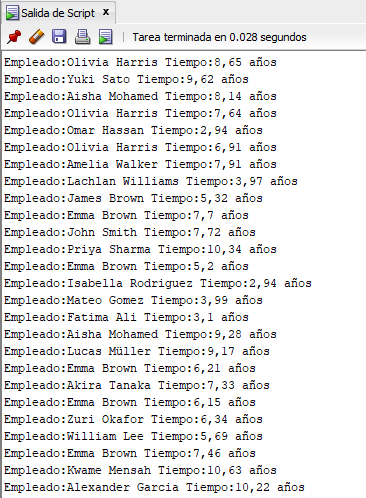 Salida de Script x
Tarea terminada en 0.028 segundos
Empleado:Olivia Harris Tiempo:8,65 años
Empleado:Yuki Sato Tiempo:9,62 años
Empleado:Aisha Mohamed Tiempo:8,14 años
Empleado:Olivia Harris Tiempo:7,64 años
Empleado:Omar Hassan Tiempo:2,94 años
Empleado:Olivia Harris Tiempo:6,91 años
Empleado:Amelia Walker Tiempo:7,91 años
Empleado:Lachlan Williams Tiempo:3,97 años
Empleado:James Brown Tiempo:5,32 años
Empleado:Emma Brown Tiempo:7,7 años
Empleado:John Smith Tiempo:7,72 años
Empleado:Priya Sharma Tiempo:10,34 años
Empleado:Emma Brown Tiempo:5,2 años
Empleado:Isabella Rodriguez Tiempo:2,94 años
Empleado:Mateo Gomez Tiempo:3,99 años
Empleado:Fatima Ali Tiempo:3,1 años
Empleado:Aisha Mohamed Tiempo:9,28 años
Empleado:Lucas Müller Tiempo:9,17 años
Empleado:Emma Brown Tiempo:6,21 años
Empleado:Akira Tanaka Tiempo:7,33 años
Empleado:Emma Brown Tiempo:6,15 años
Empleado:Zuri Okafor Tiempo:6,34 años
Empleado:William Lee Tiempo:5,69 años
Empleado:Emma Brown Tiempo:7,46 años
Empleado:Kwame Mensah Tiempo:10,63 años
Empleado:Alexander Garcia Tiempo:10,22 años